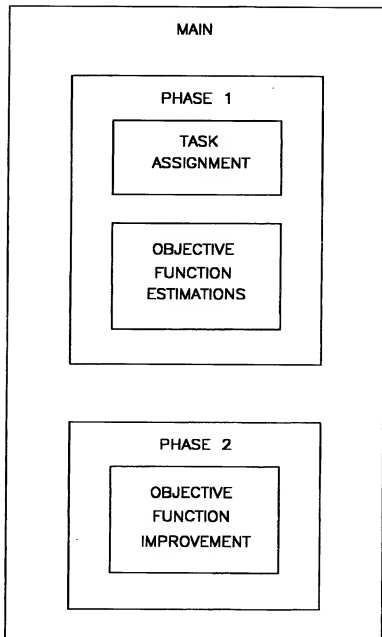 MAIN
PHASE 1
TASK
ASSIGNMENT
OBJECTIVE
FUNCTION
ESTIMATIONS
PHASE 2
OBJECTIVE
FUNCTION
IMPROVEMENT